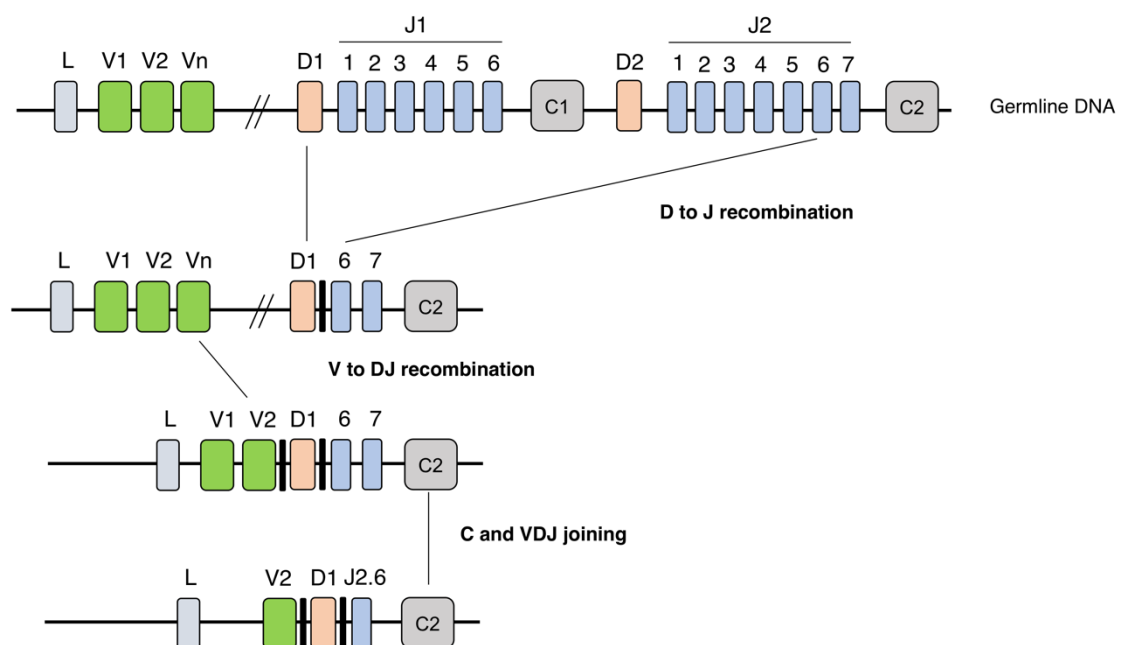 J1 J2
L V1 V2 Vn D1 1 2 3 4 5 6 D2 1 2 3 4 5 6 7
C1 C2 Germline DNA
D to J recombination
L V1 V2 Vn D1 6 7
C2
V to DJ recombination
L V1 V2 D1 6 7
C2
C and VDJ joining
L V2 D1 J2.6
C2